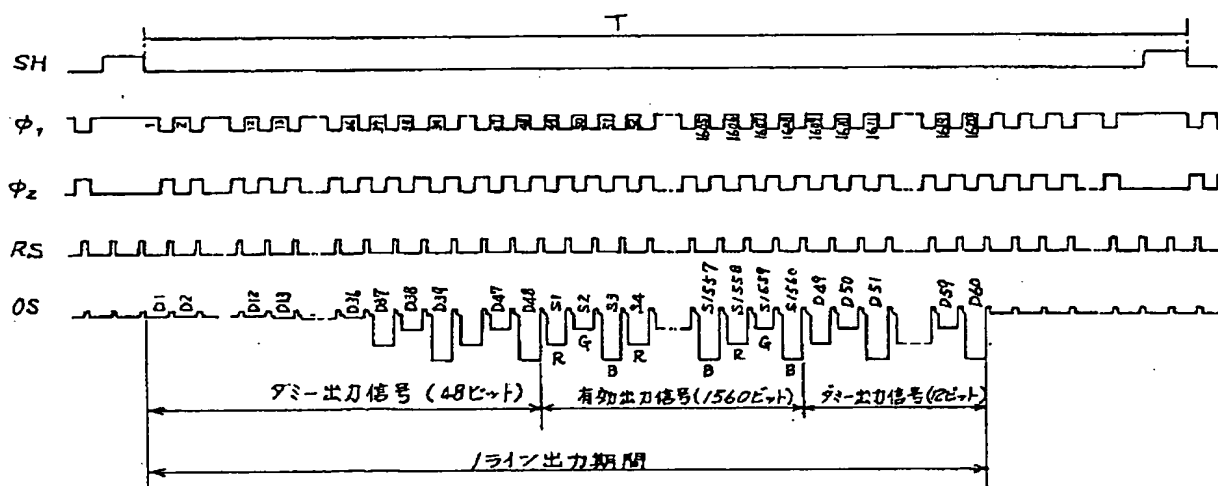 T
SH
φ1
1 2
φ2
RS
OS
D1 D2 D12 D13 D36 D37 D38 D39 D47 D48 S1 S2 S3 S4 S1557 S1558 S1559 S1560 D49 D50 D51 D59 D60
R G B R B R G B
ダミー出力信号(48ビット)
有効出力信号(1560ビット)
ダミー出力信号(12ビット)
1ライン出力期間